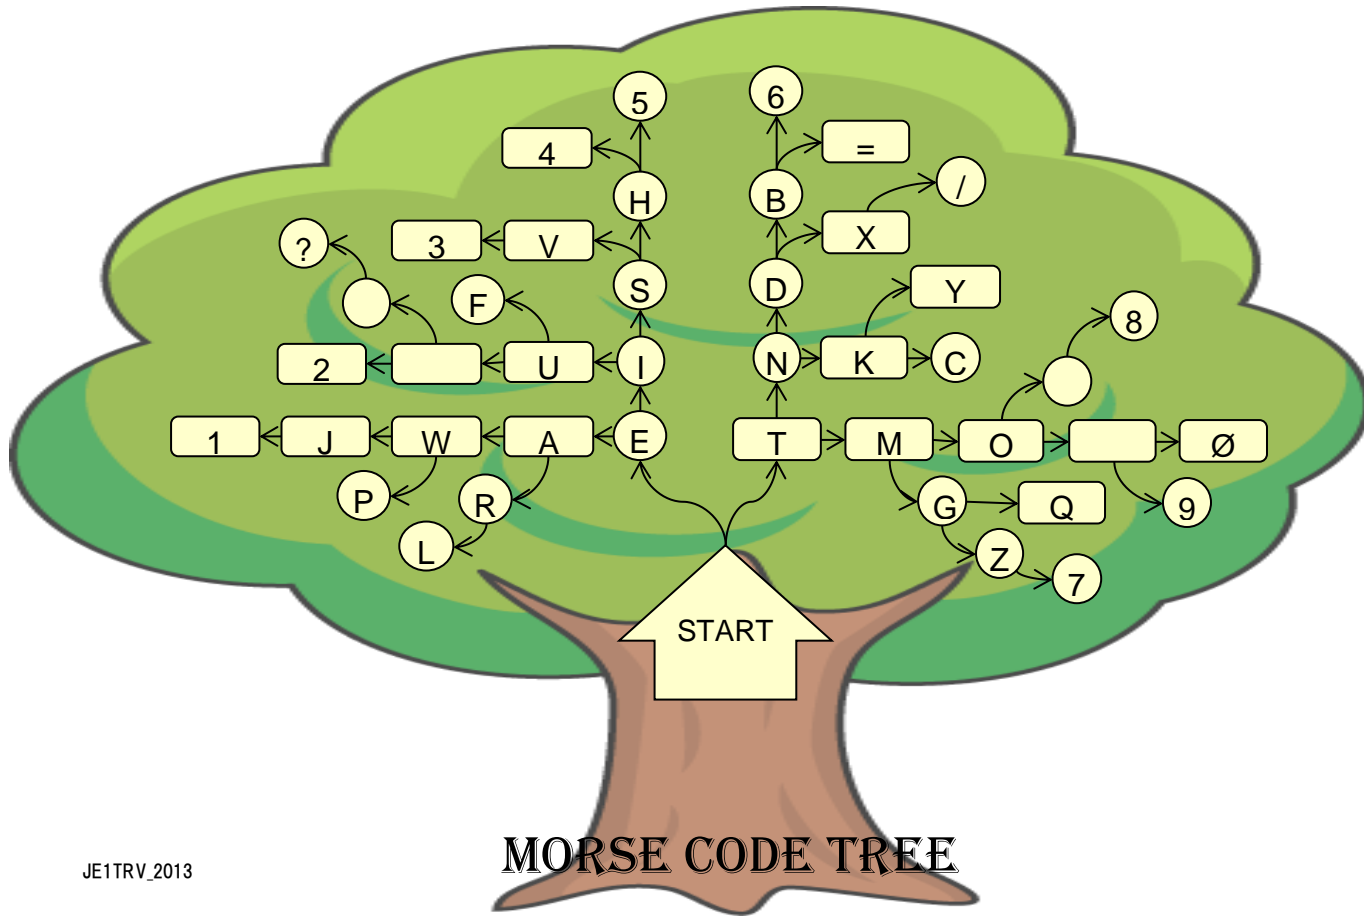 5 6
4 =
H B /
? 3 V X
F S D Y
8
2 U I N K C
1 J W A E T M O Ø
P R G Q 9
L Z 7
START
MORSE CODE TREE
JE1TRV_2013